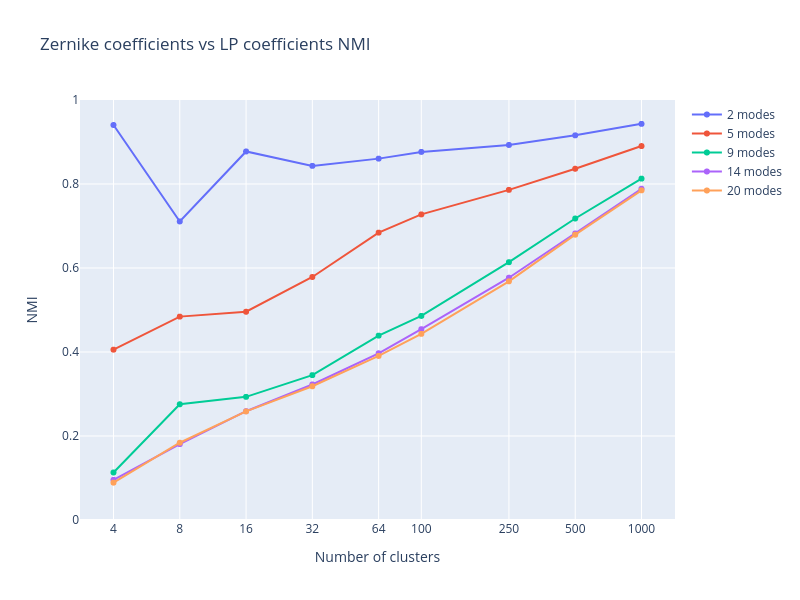 Zernike coefficients vs LP coefficients NMI
1
0.8
0.6
0.4
0.2
0
NMI
4 8 16 32 64 100 250 500 1000
Number of clusters
2 modes
5 modes
9 modes
14 modes
20 modes